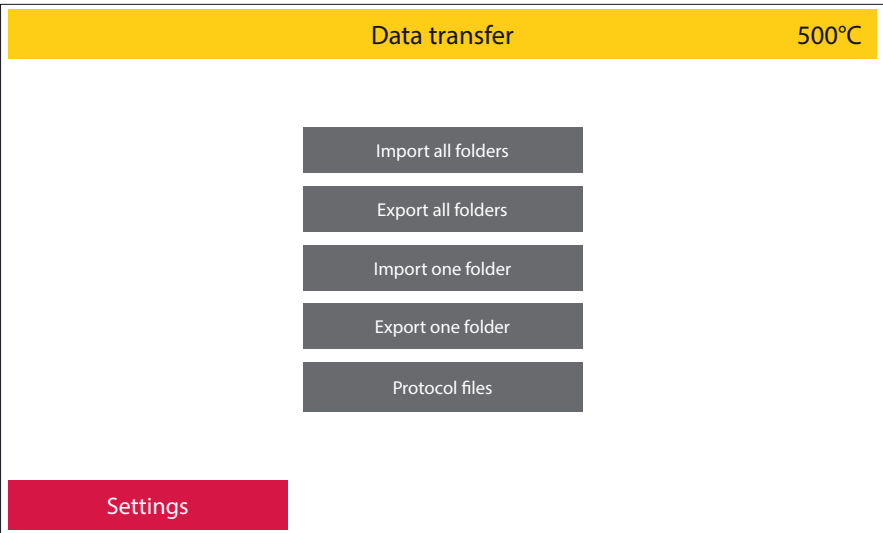 Data transfer 500°C
Import all folders
Export all folders
Import one folder
Export one folder
Protocol files
Settings